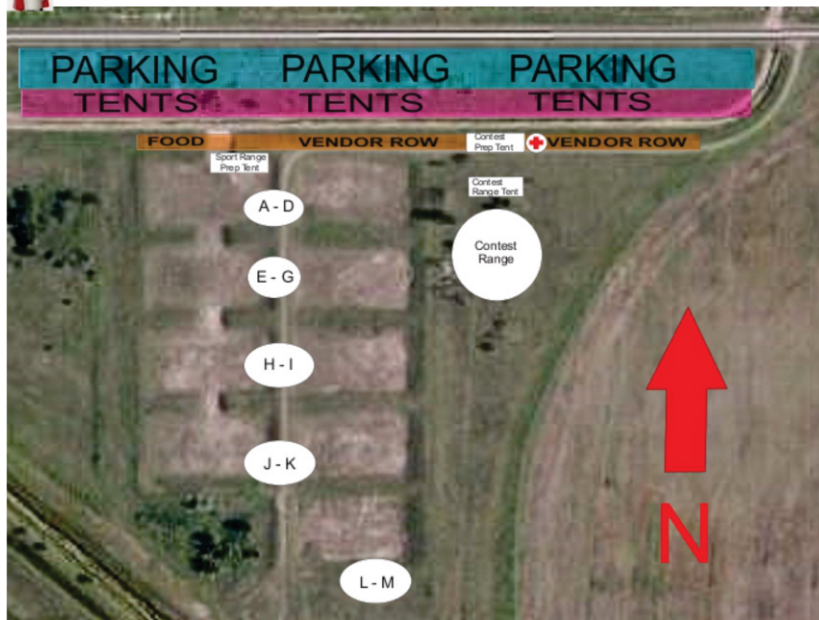 PARKING PARKING PARKING
TENTS TENTS TENTS
FOOD VENDOR ROW Contest VENDOR ROW
Prep Tent
Sport Range
Prep Tent
Contest
Range Tent
A - D
Contest
Range
E - G
H - I
J - K
L - M
N